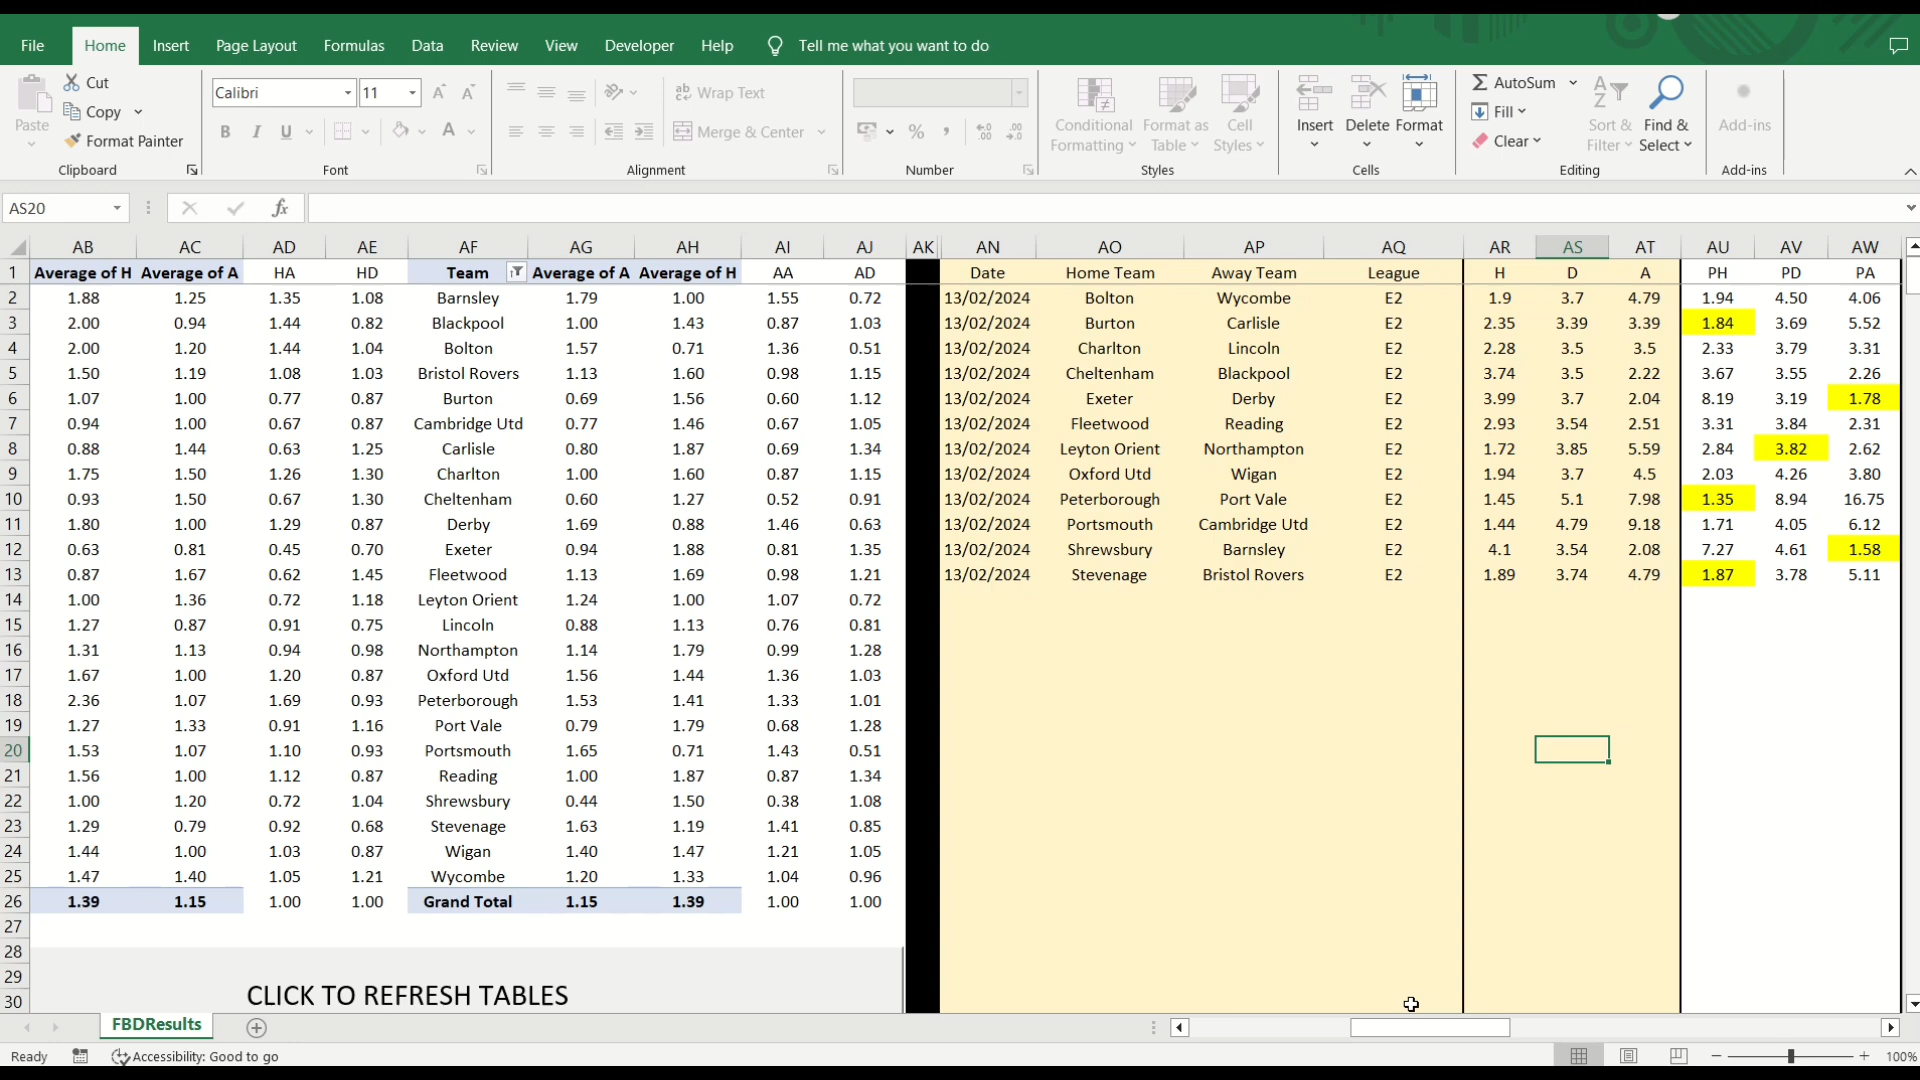 File Home Insert Page Layout Formulas Data Review View Developer Help Tell me what you want to do
Paste Cut Copy Format Painter Clipboard
Calibri 11 B I U A Font
ab Wrap Text Merge & Center Alignment
% , Number
Conditional Formatting Format as Table Cell Styles Styles
Insert Delete Format Cells
AutoSum Fill Clear Sort & Filter Find & Select Editing
Add-ins Add-ins
AS20 fx
AB AC AD AE AF AG AH AI AJ AK AN AO AP AQ AR AS AT AU AV AW
1 Average of H Average of A HA HD Team Average of A Average of H AA AD Date Home Team Away Team League H D A PH PD PA
2 1.88 1.25 1.35 1.08 Barnsley 1.79 1.00 1.55 0.72 13/02/2024 Bolton Wycombe E2 1.9 3.7 4.79 1.94 4.50 4.06
3 2.00 0.94 1.44 0.82 Blackpool 1.00 1.43 0.87 1.03 13/02/2024 Burton Carlisle E2 2.35 3.39 3.39 1.84 3.69 5.52
4 2.00 1.20 1.44 1.04 Bolton 1.57 0.71 1.36 0.51 13/02/2024 Charlton Lincoln E2 2.28 3.5 3.5 2.33 3.79 3.31
5 1.50 1.19 1.08 1.03 Bristol Rovers 1.13 1.60 0.98 1.15 13/02/2024 Cheltenham Blackpool E2 3.74 3.5 2.22 3.67 3.55 2.26
6 1.07 1.00 0.77 0.87 Burton 0.69 1.56 0.60 1.12 13/02/2024 Exeter Derby E2 3.99 3.7 2.04 8.19 3.19 1.78
7 0.94 1.00 0.67 0.87 Cambridge Utd 0.77 1.46 0.67 1.05 13/02/2024 Fleetwood Reading E2 2.93 3.54 2.51 3.31 3.84 2.31
8 0.88 1.44 0.63 1.25 Carlisle 0.80 1.87 0.69 1.34 13/02/2024 Leyton Orient Northampton E2 1.72 3.85 5.59 2.84 3.82 2.62
9 1.75 1.50 1.26 1.30 Charlton 1.00 1.60 0.87 1.15 13/02/2024 Oxford Utd Wigan E2 1.94 3.7 4.5 2.03 4.26 3.80
10 0.93 1.50 0.67 1.30 Cheltenham 0.60 1.27 0.52 0.91 13/02/2024 Peterborough Port Vale E2 1.45 5.1 7.98 1.35 8.94 16.75
11 1.80 1.00 1.29 0.87 Derby 1.69 0.88 1.46 0.63 13/02/2024 Portsmouth Cambridge Utd E2 1.44 4.79 9.18 1.71 4.05 6.12
12 0.63 0.81 0.45 0.70 Exeter 0.94 1.88 0.81 1.35 13/02/2024 Shrewsbury Barnsley E2 4.1 3.54 2.08 7.27 4.61 1.58
13 0.87 1.67 0.62 1.45 Fleetwood 1.13 1.69 0.98 1.21 13/02/2024 Stevenage Bristol Rovers E2 1.89 3.74 4.79 1.87 3.78 5.11
14 1.00 1.36 0.72 1.18 Leyton Orient 1.24 1.00 1.07 0.72
15 1.27 0.87 0.91 0.75 Lincoln 0.88 1.13 0.76 0.81
16 1.31 1.13 0.94 0.98 Northampton 1.14 1.79 0.99 1.28
17 1.67 1.00 1.20 0.87 Oxford Utd 1.56 1.44 1.36 1.03
18 2.36 1.07 1.69 0.93 Peterborough 1.53 1.41 1.33 1.01
19 1.27 1.33 0.91 1.16 Port Vale 0.79 1.79 0.68 1.28
20 1.53 1.07 1.10 0.93 Portsmouth 1.65 0.71 1.43 0.51
21 1.56 1.00 1.12 0.87 Reading 1.00 1.87 0.87 1.34
22 1.00 1.20 0.72 1.04 Shrewsbury 0.44 1.50 0.38 1.08
23 1.29 0.79 0.92 0.68 Stevenage 1.63 1.19 1.41 0.85
24 1.44 1.00 1.03 0.87 Wigan 1.40 1.47 1.21 1.05
25 1.47 1.40 1.05 1.21 Wycombe 1.20 1.33 1.04 0.96
26 1.39 1.15 1.00 1.00 Grand Total 1.15 1.39 1.00 1.00
27
28
29
30 CLICK TO REFRESH TABLES
FBDResults
Ready Accessibility: Good to go 100%